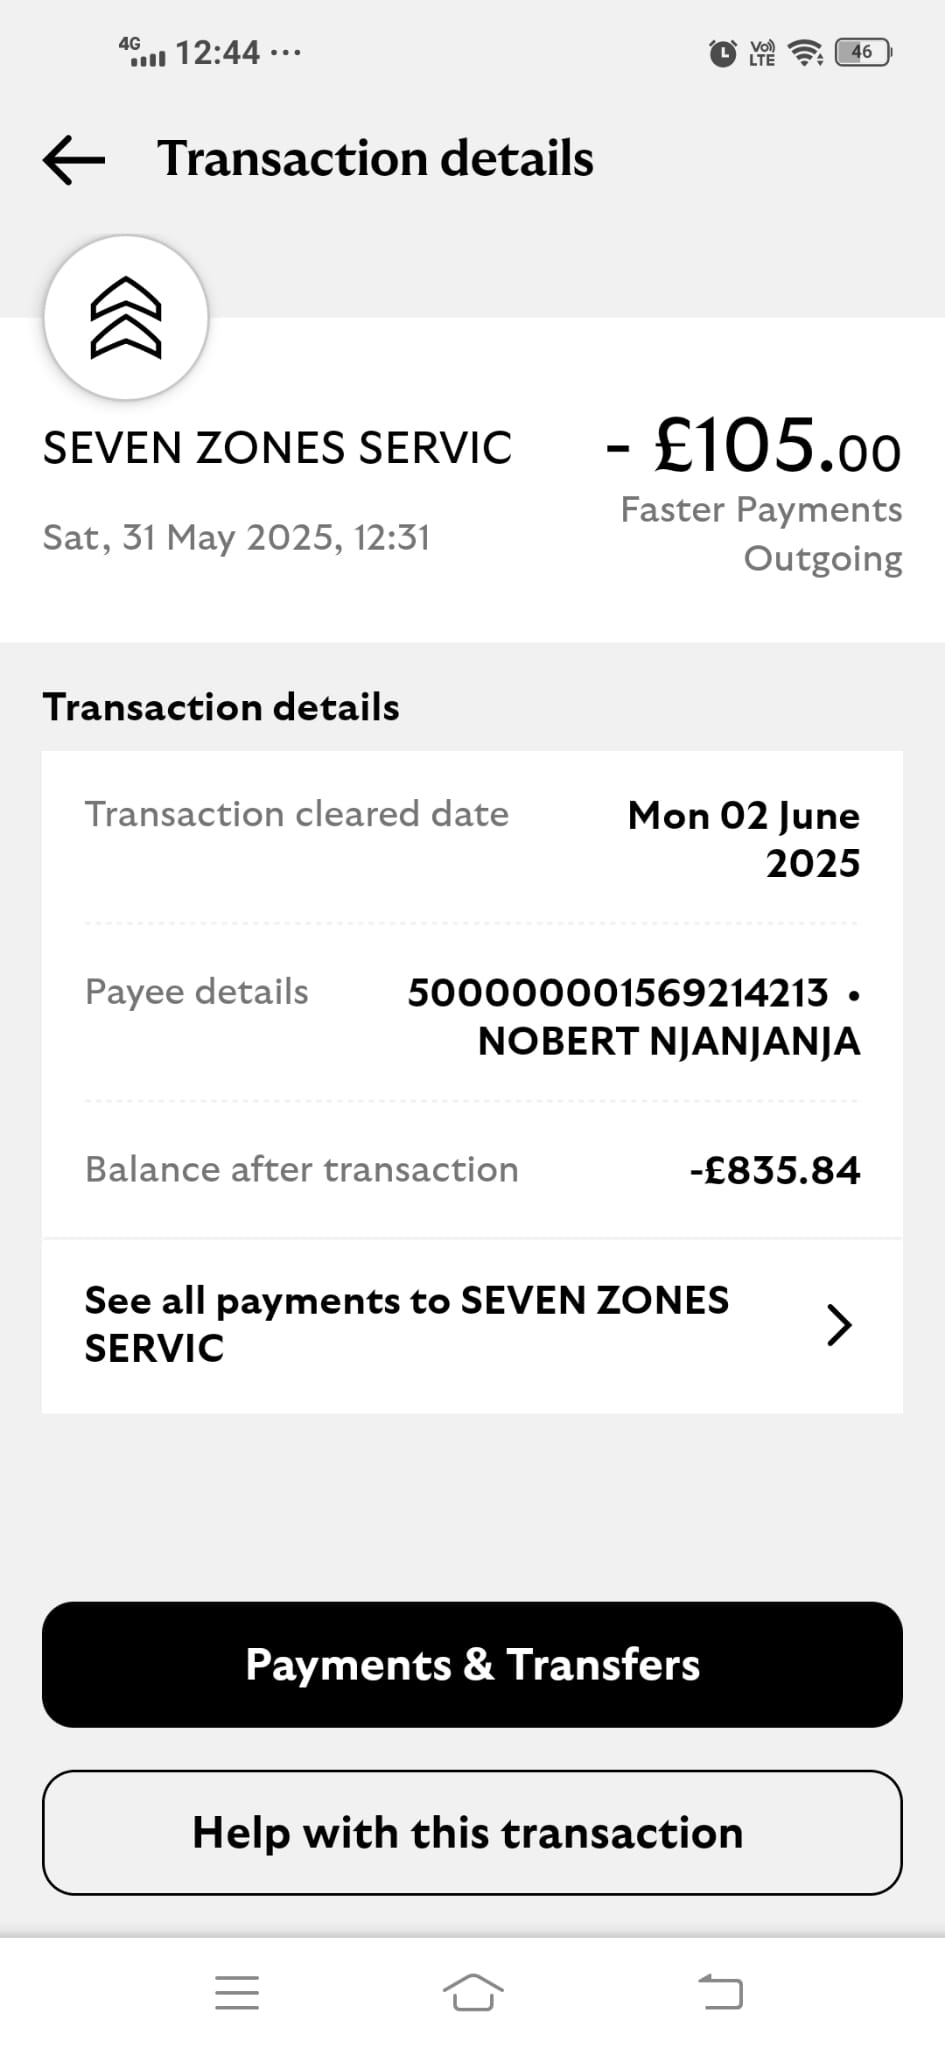 4G 12:44 ...
Vo)) LTE 46
Transaction details
SEVEN ZONES SERVIC
- £105.00
Sat, 31 May 2025, 12:31
Faster Payments
Outgoing
Transaction details
Transaction cleared date
Mon 02 June
2025
Payee details
500000001569214213 •
NOBERT NJANJANJA
Balance after transaction
-£835.84
See all payments to SEVEN ZONES
SERVIC
Payments & Transfers
Help with this transaction